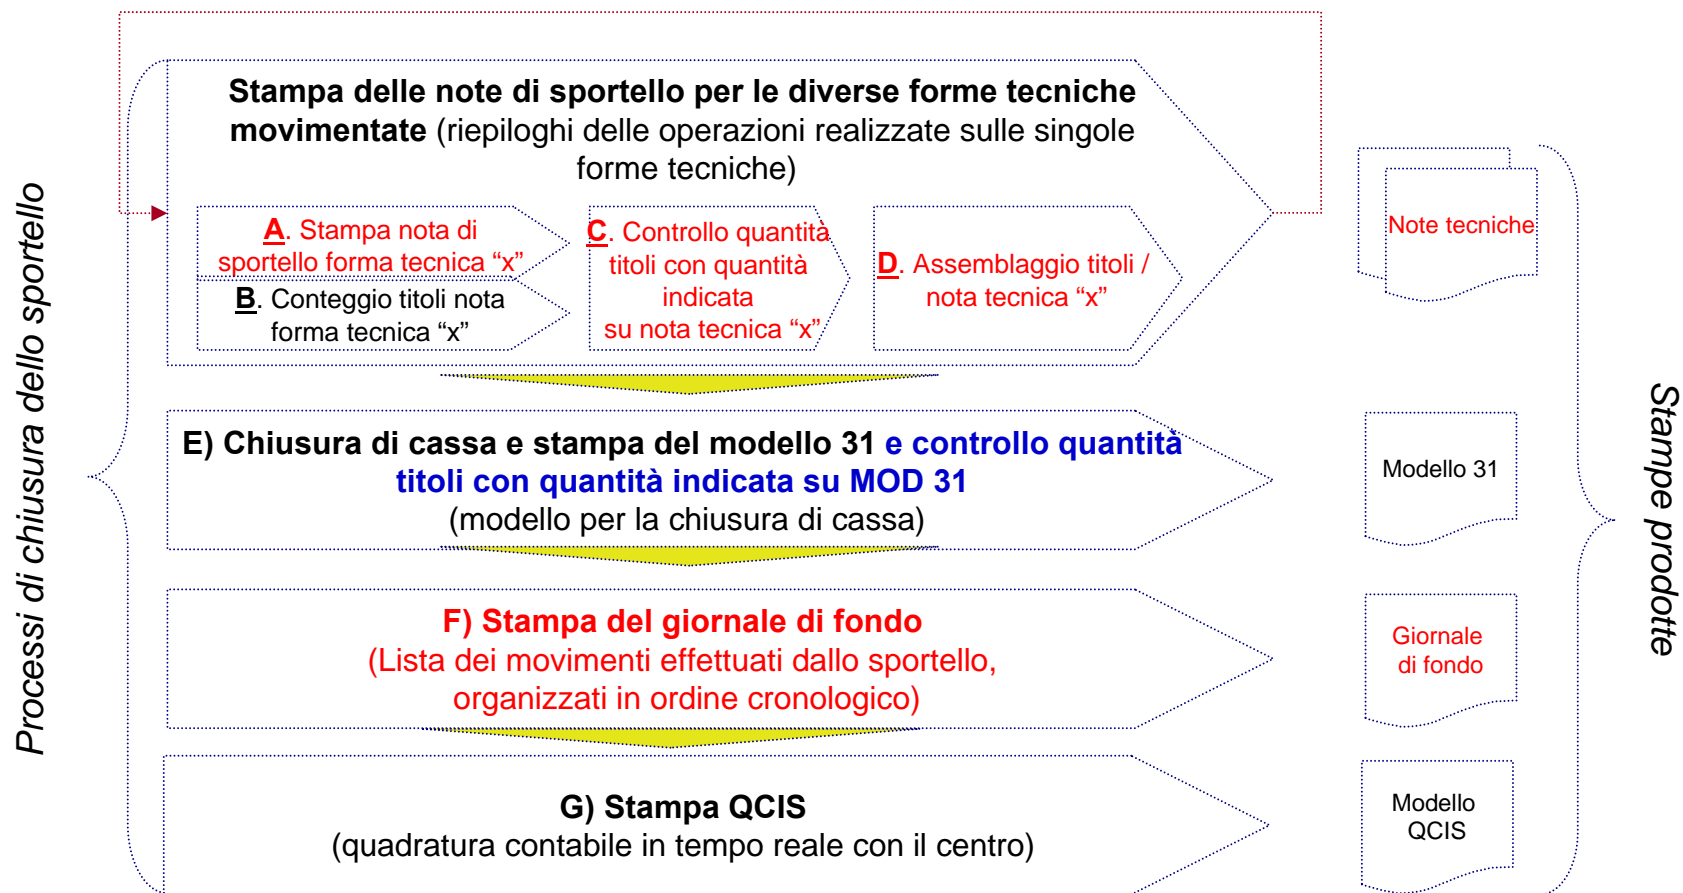 Processi di chiusura dello sportello
Stampa delle note di sportello per le diverse forme tecniche
movimentate (riepiloghi delle operazioni realizzate sulle singole
forme tecniche)
A. Stampa nota di
sportello forma tecnica “x”
B. Conteggio titoli nota
forma tecnica “x”
C. Controllo quantità
titoli con quantità
indicata
su nota tecnica “x”
D. Assemblaggio titoli /
nota tecnica “x”
Note tecniche
E) Chiusura di cassa e stampa del modello 31 e controllo quantità
titoli con quantità indicata su MOD 31
(modello per la chiusura di cassa)
Modello 31
F) Stampa del giornale di fondo
(Lista dei movimenti effettuati dallo sportello,
organizzati in ordine cronologico)
Giornale
di fondo
G) Stampa QCIS
(quadratura contabile in tempo reale con il centro)
Modello
QCIS
Stampe prodotte